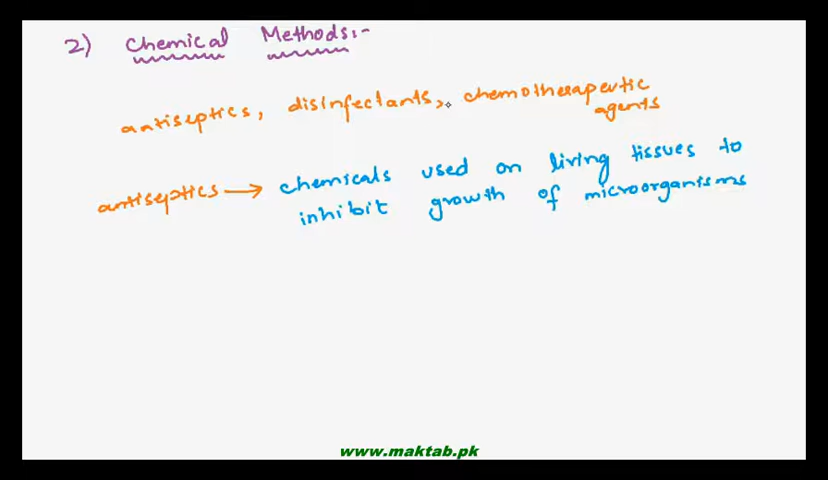 2) Chemical Methods:-
antiseptics, disinfectants, chemotherapeutic
agents
antiseptics → chemicals used on living tissues to
inhibit growth of microorganisms
www.maktab.pk